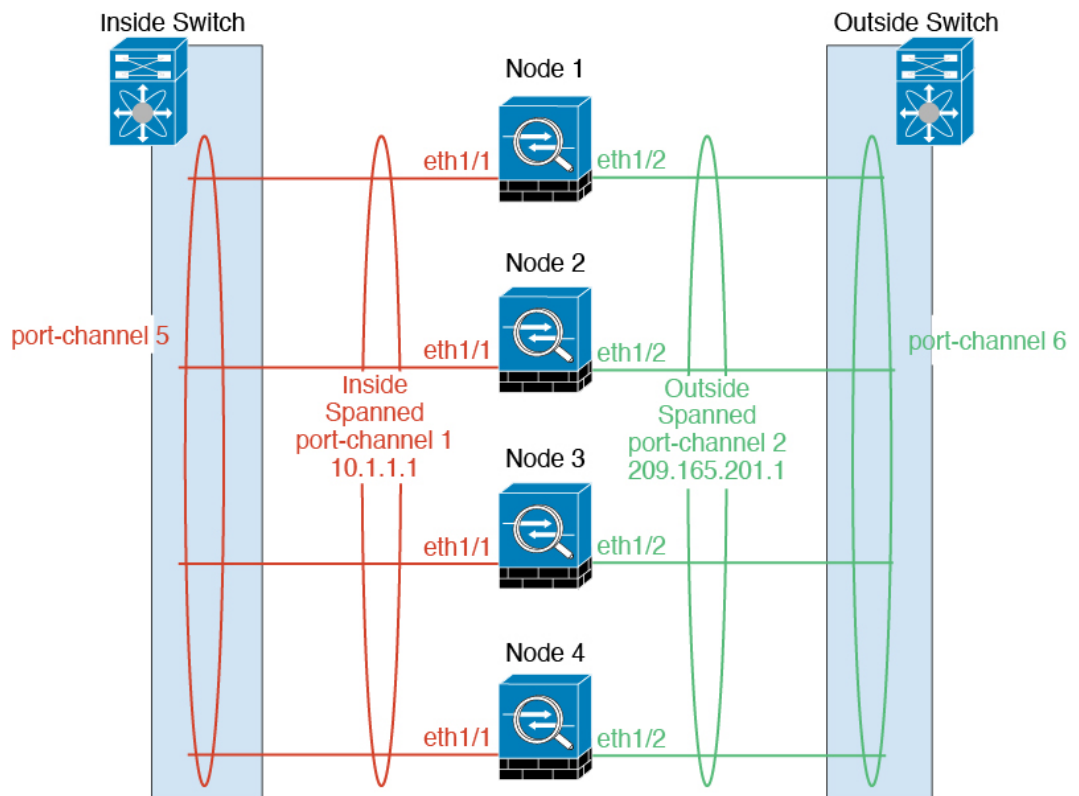 Inside Switch
Outside Switch
Node 1
eth1/1
eth1/2
Node 2
port-channel 5
eth1/1
eth1/2
port-channel 6
Inside
Spanned
port-channel 1
10.1.1.1
Outside
Spanned
port-channel 2
209.165.201.1
Node 3
eth1/1
eth1/2
Node 4
eth1/1
eth1/2